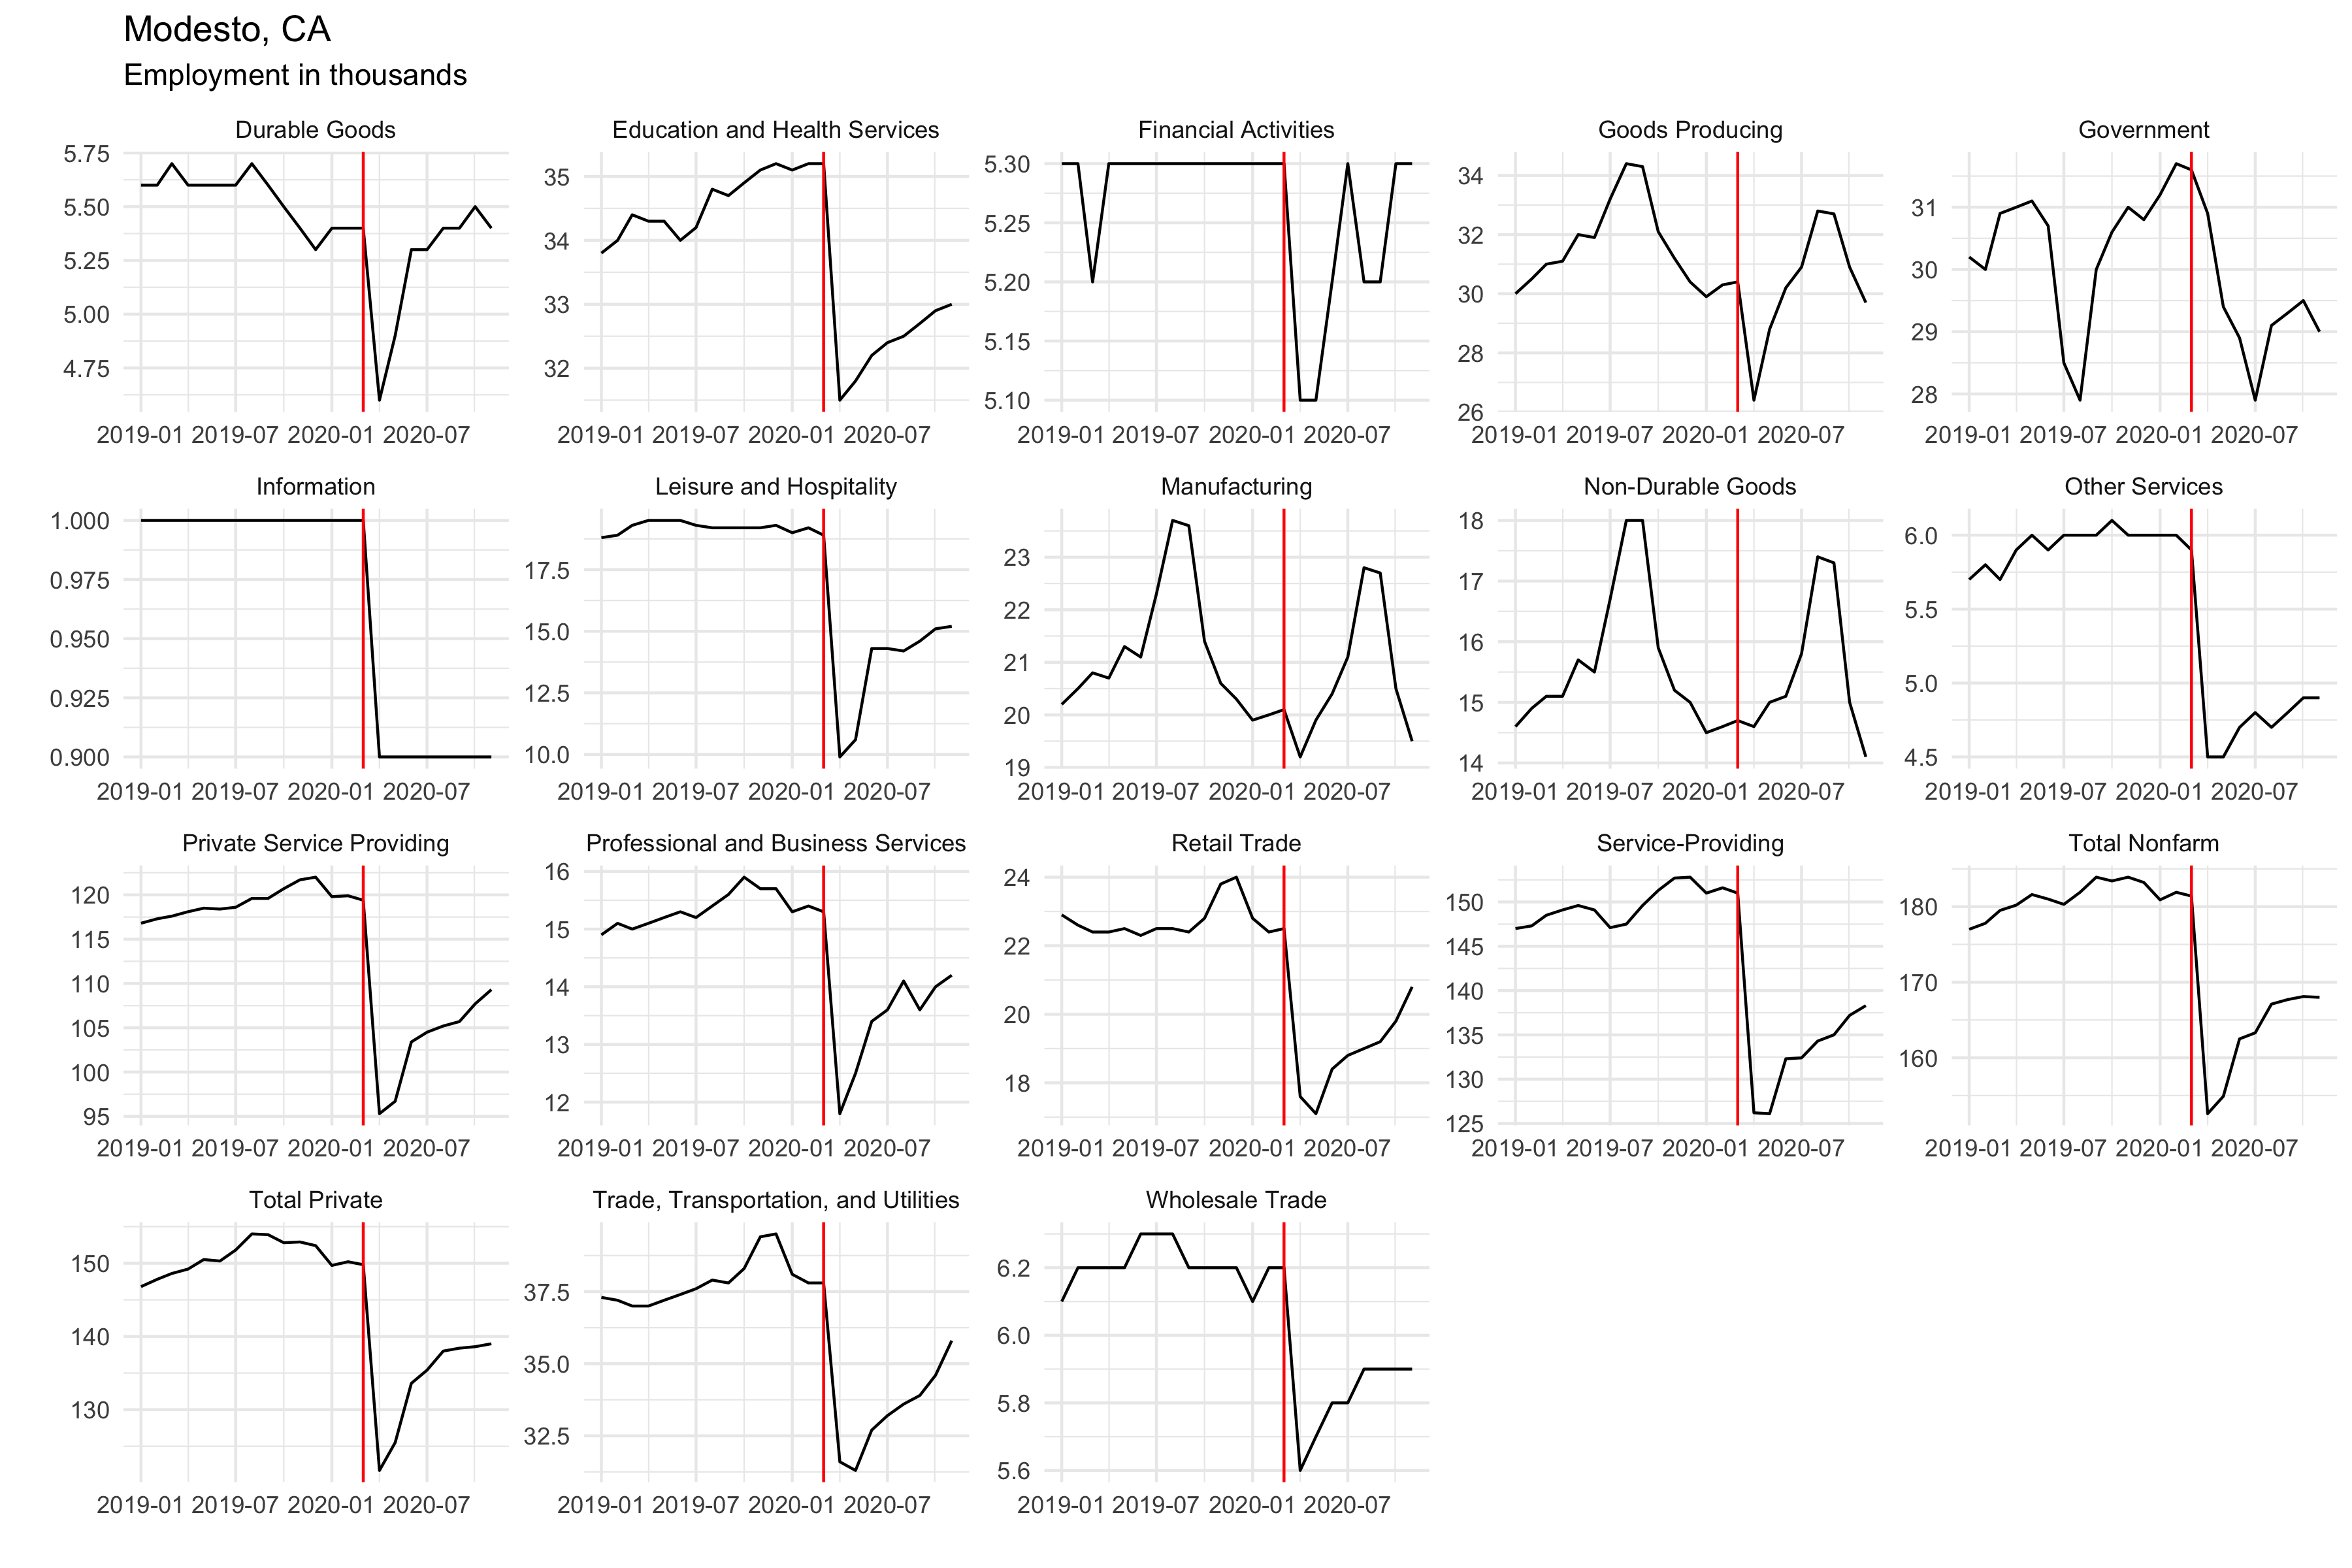 Modesto, CA
Employment in thousands
Durable Goods
5.75
5.50
5.25
5.00
4.75
2019-01 2019-07 2020-01 2020-07
Education and Health Services
35
34
33
32
2019-01 2019-07 2020-01 2020-07
Financial Activities
5.30
5.25
5.20
5.15
5.10
2019-01 2019-07 2020-01 2020-07
Goods Producing
34
32
30
28
26
2019-01 2019-07 2020-01 2020-07
Government
31
30
29
28
2019-01 2019-07 2020-01 2020-07
Information
1.000
0.975
0.950
0.925
0.900
2019-01 2019-07 2020-01 2020-07
Leisure and Hospitality
17.5
15.0
12.5
10.0
2019-01 2019-07 2020-01 2020-07
Manufacturing
23
22
21
20
19
2019-01 2019-07 2020-01 2020-07
Non-Durable Goods
18
17
16
15
14
2019-01 2019-07 2020-01 2020-07
Other Services
6.0
5.5
5.0
4.5
2019-01 2019-07 2020-01 2020-07
Private Service Providing
120
115
110
105
100
95
2019-01 2019-07 2020-01 2020-07
Professional and Business Services
16
15
14
13
12
2019-01 2019-07 2020-01 2020-07
Retail Trade
24
22
20
18
2019-01 2019-07 2020-01 2020-07
Service-Providing
150
145
140
135
130
125
2019-01 2019-07 2020-01 2020-07
Total Nonfarm
180
170
160
2019-01 2019-07 2020-01 2020-07
Total Private
150
140
130
2019-01 2019-07 2020-01 2020-07
Trade, Transportation, and Utilities
37.5
35.0
32.5
2019-01 2019-07 2020-01 2020-07
Wholesale Trade
6.2
6.0
5.8
5.6
2019-01 2019-07 2020-01 2020-07